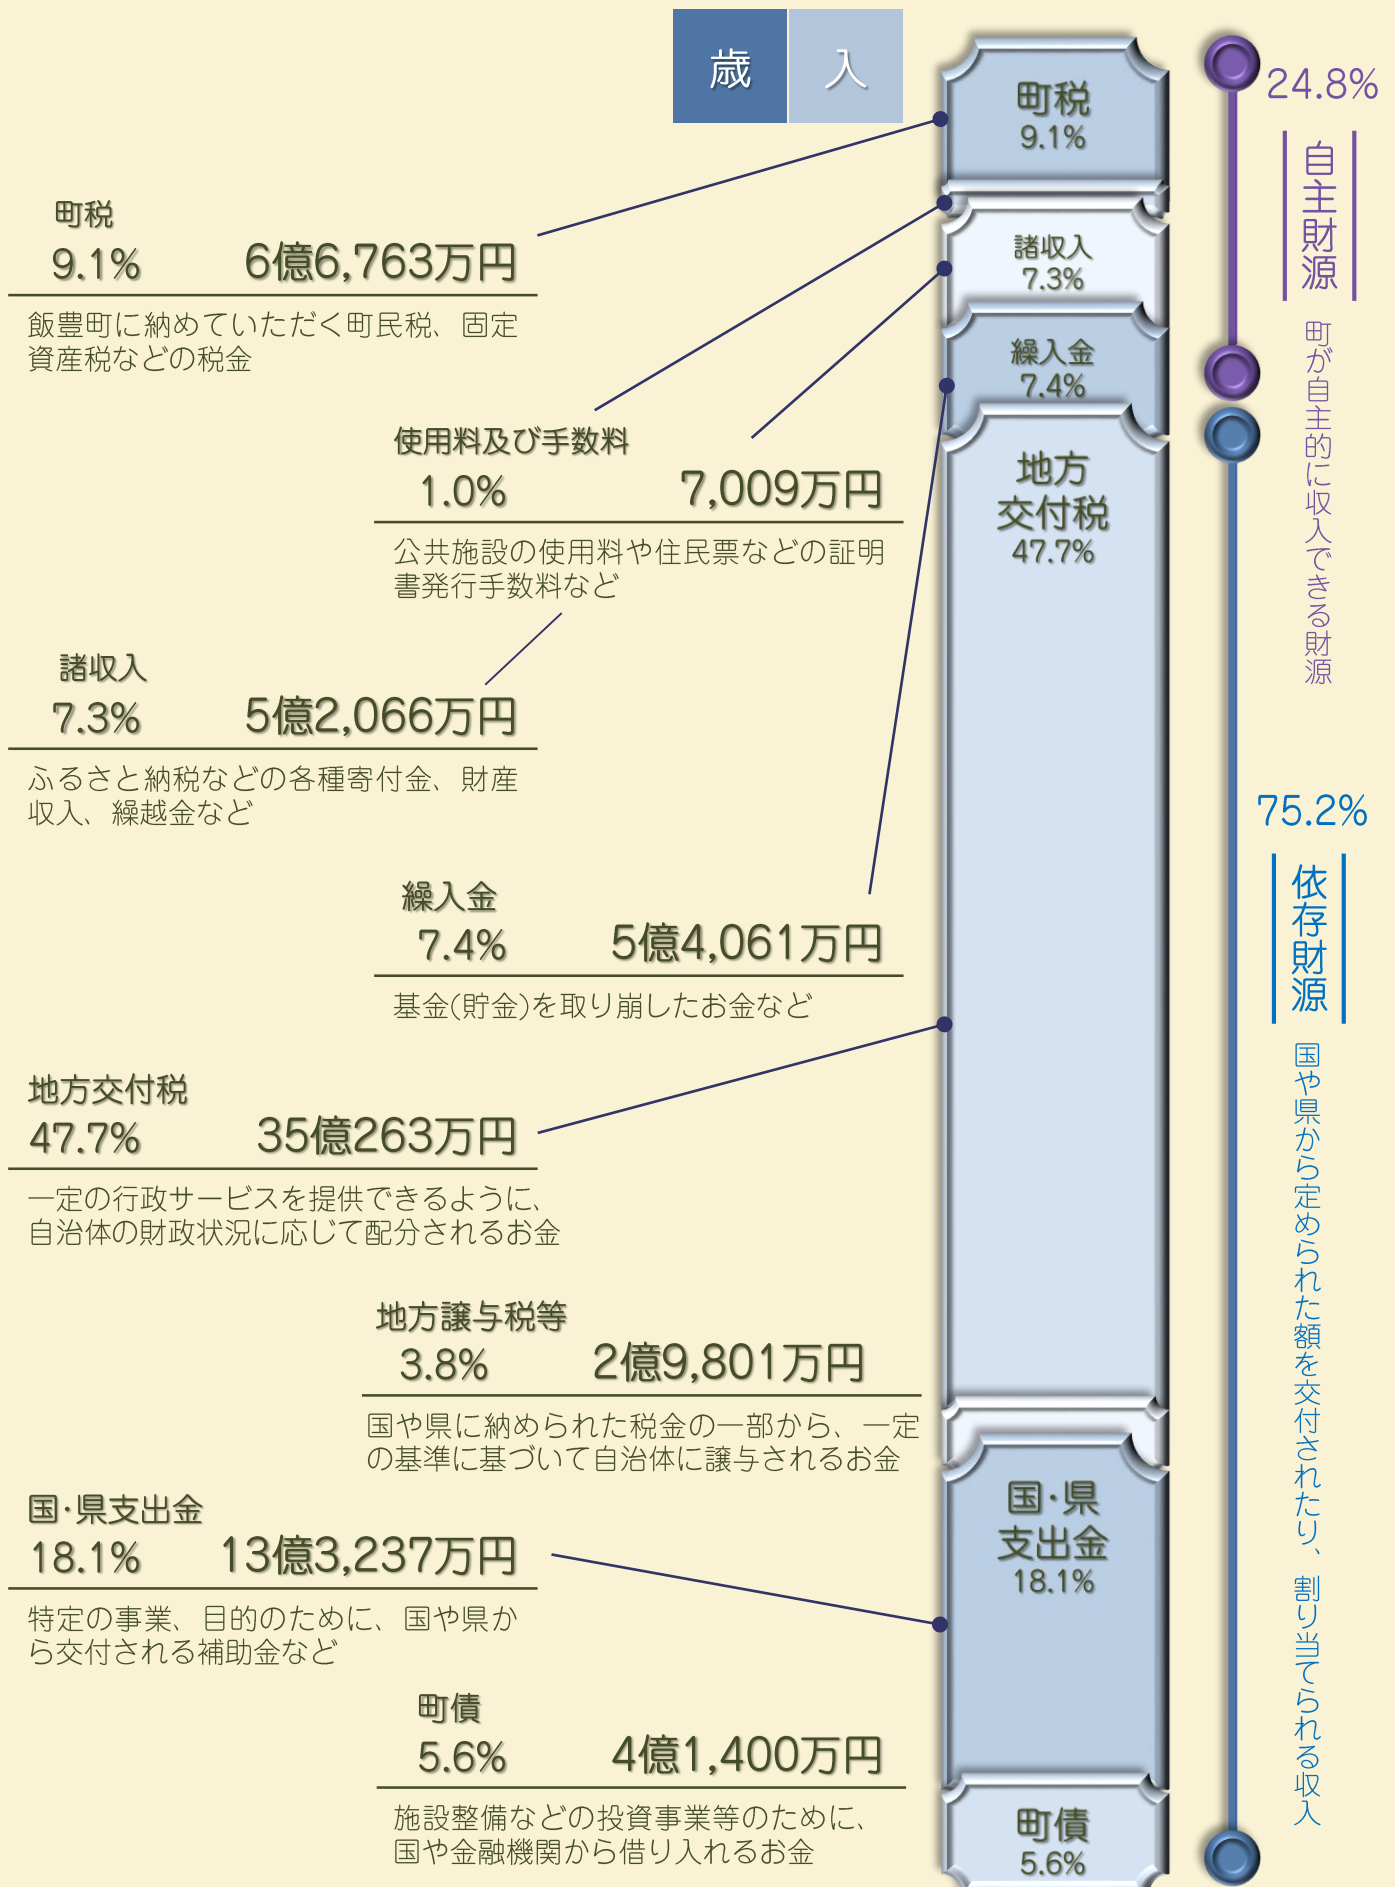 歳入
町税
9.1% 6億6,763万円
飯豊町に納めていただく町民税、固定
資産税などの税金
使用料及び手数料
1.0% 7,009万円
公共施設の使用料や住民票などの証明
書発行手数料など
諸収入
7.3% 5億2,066万円
ふるさと納税などの各種寄付金、財産
収入、繰越金など
繰入金
7.4% 5億4,061万円
基金(貯金)を取り崩したお金など
地方交付税
47.7% 35億263万円
一定の行政サービスを提供できるように、
自治体の財政状況に応じて配分されるお金
地方譲与税等
3.8% 2億9,801万円
国や県に納められた税金の一部から、一定
の基準に基づいて自治体に譲与されるお金
国・県支出金
18.1% 13億3,237万円
特定の事業、目的のために、国や県か
ら交付される補助金など
町債
5.6% 4億1,400万円
施設整備などの投資事業等のために、
国や金融機関から借り入れるお金
町税
9.1%
諸収入
7.3%
繰入金
7.4%
地方
交付税
47.7%
国・県
支出金
18.1%
町債
5.6%
24.8%
自主財源
町が自主的に収入できる財源
75.2%
依存財源
国や県から定められた額を交付されたり、割り当てられる収入